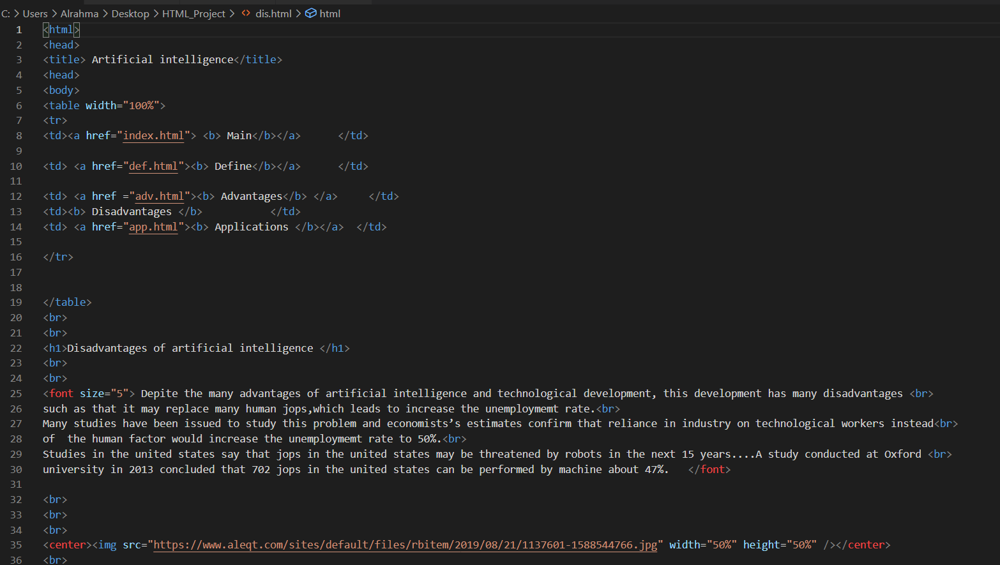 C: > Users > Alrahma > Desktop > HTML_Project > <> dis.html > html
1 <html>
2 <head>
3 <title> Artificial intelligence</title>
4 <head>
5 <body>
6 <table width="100%">
7 <tr>
8 <td><a href="index.html"> <b> Main</b></a>      </td>
9
10 <td> <a href="def.html"><b> Define</b></a>      </td>
11
12 <td> <a href ="adv.html"><b> Advantages</b> </a>     </td>
13 <td><b> Disadvantages </b>           </td>
14 <td> <a href="app.html"><b> Applications </b></a>  </td>
15
16 </tr>
17
18
19 </table>
20 <br>
21 <br>
22 <h1>Disadvantages of artificial intelligence </h1>
23 <br>
24 <br>
25 <font size="5"> Depite the many advantages of artificial intelligence and technological development, this development has many disadvantages <br>
26 such as that it may replace many human jops,which leads to increase the unemploymemt rate.<br>
27 Many studies have been issued to study this problem and economists’s estimates confirm that reliance in industry on technological workers instead<br>
28 of  the human factor would increase the unemploymemt rate to 50%.<br>
29 Studies in the united states say that jops in the united states may be threatened by robots in the next 15 years....A study conducted at Oxford <br>
30 university in 2013 concluded that 702 jops in the united states can be performed by machine about 47%.   </font>
31
32 <br>
33 <br>
34 <br>
35 <center><img src="https://www.aleqt.com/sites/default/files/rbitem/2019/08/21/1137601-1588544766.jpg" width="50%" height="50%" /></center>
36 <br>